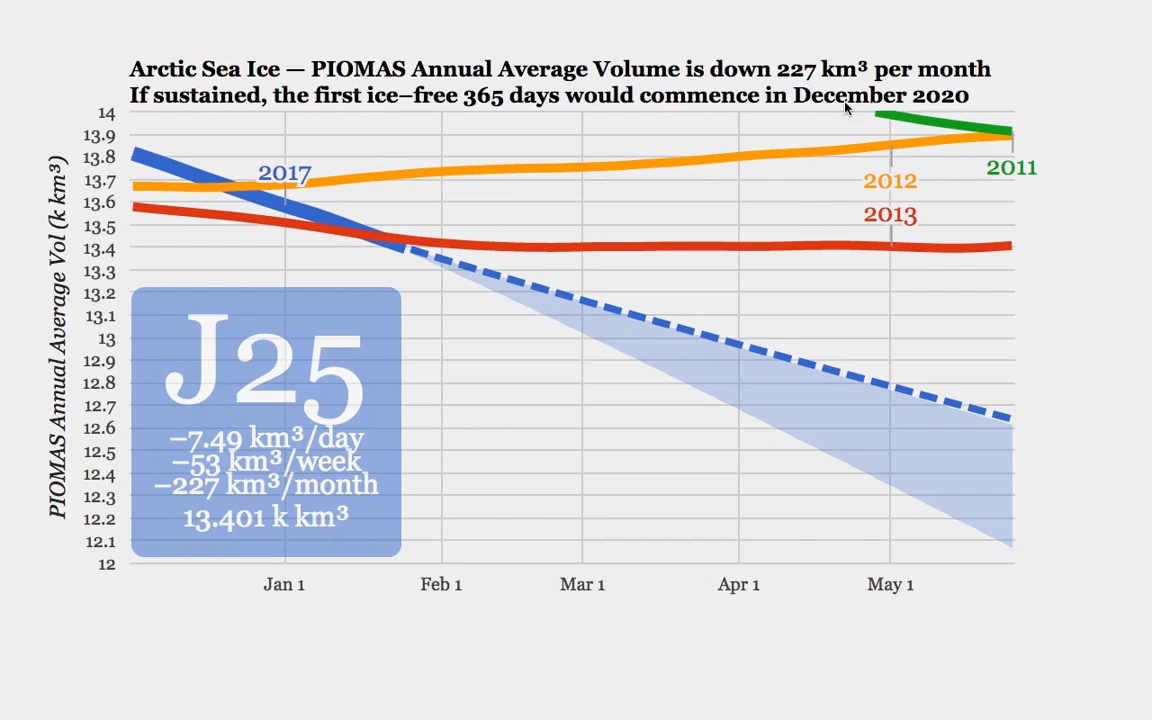 Arctic Sea Ice — PIOMAS Annual Average Volume is down 227 km³ per month
If sustained, the first ice–free 365 days would commence in December 2020
PIOMAS Annual Average Vol (k km³)
14
13.9
13.8
13.7
13.6
13.5
13.4
13.3
13.2
13.1
13
12.9
12.8
12.7
12.6
12.5
12.4
12.3
12.2
12.1
12
2017
2012
2011
2013
J25
–7.49 km³/day
–53 km³/week
–227 km³/month
13.401 k km³
Jan 1
Feb 1
Mar 1
Apr 1
May 1